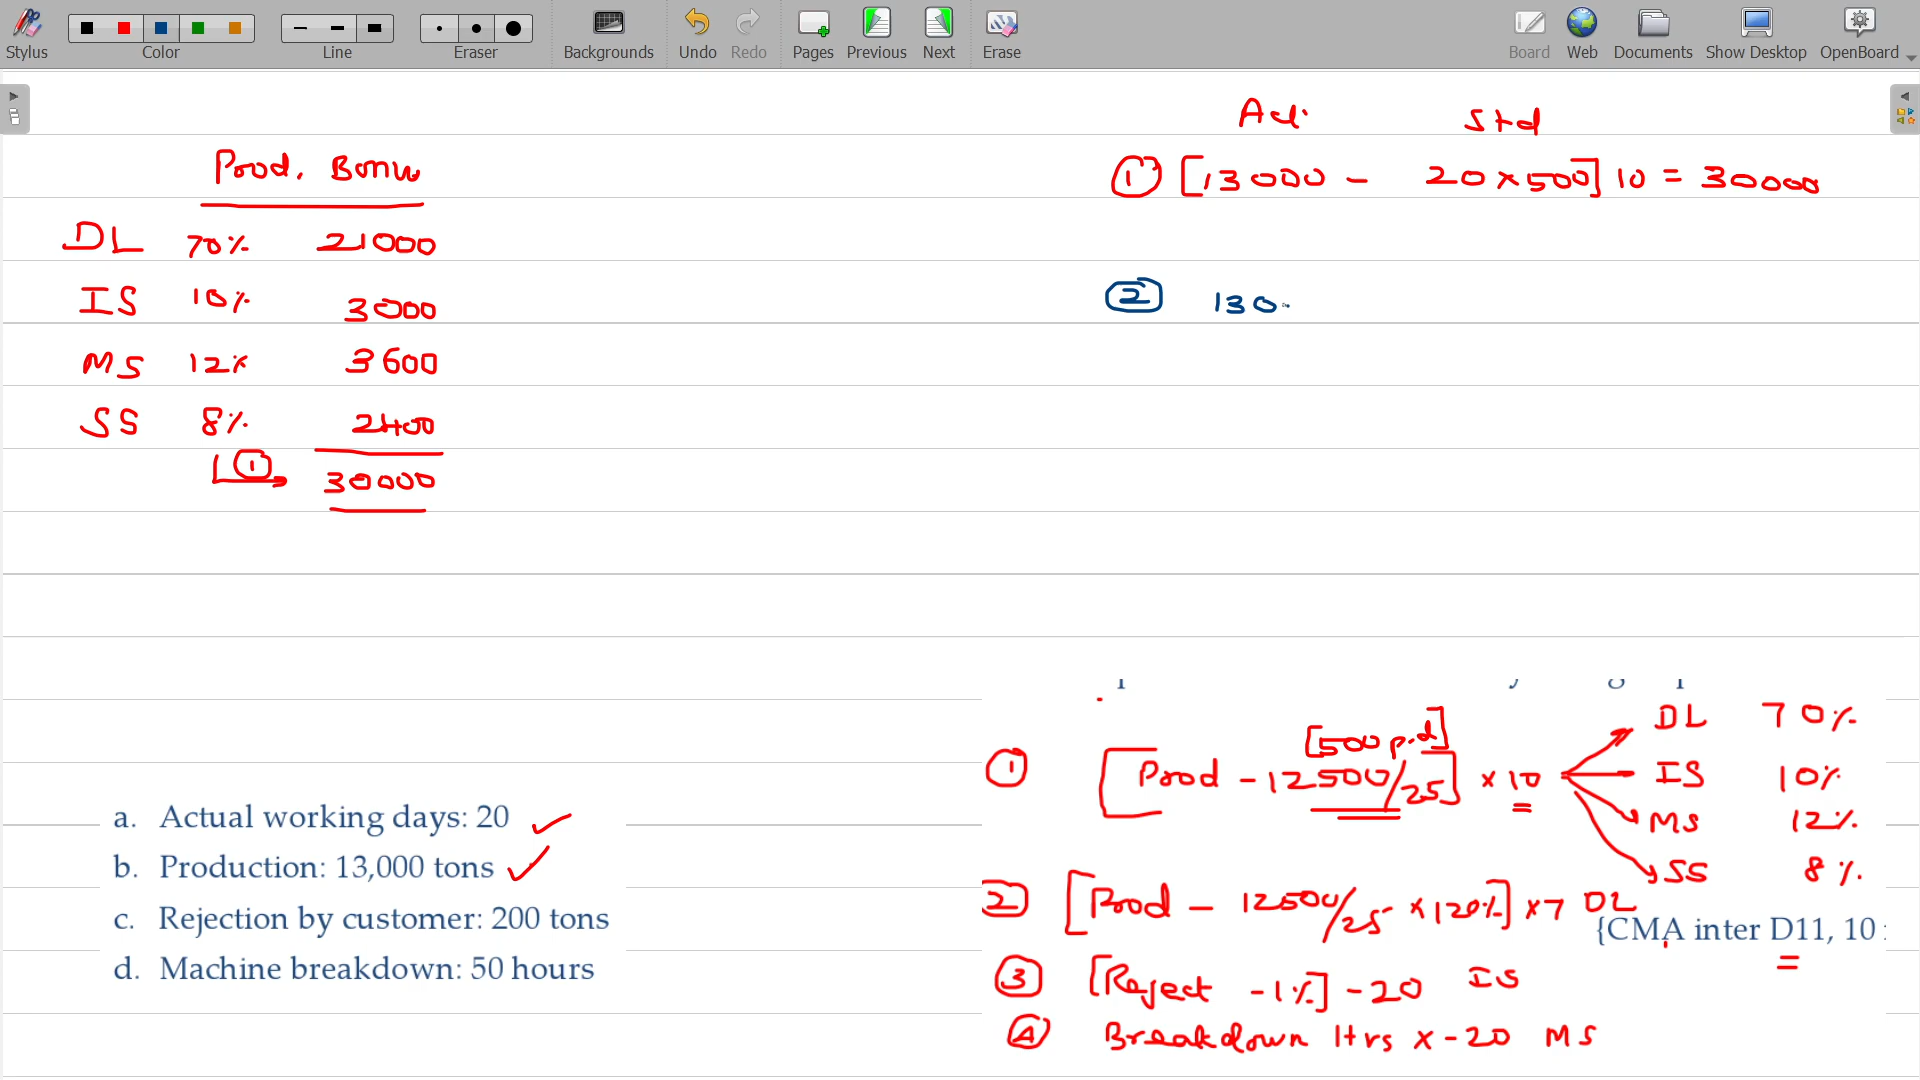 Stylus Color Line Eraser Backgrounds Undo Redo Pages Previous Next Erase Board Web Documents Show Desktop OpenBoard
Act. Std
Prod. Bonus
① [13000 - 20×500] 10 = 30000
DL 70% 21000
IS 10% 3000
② 130
MS 12% 3600
SS 8% 2400
① 30000
DL 70%
[500 p.d]
① [Prod - 12500/25] × 10
IS 10%
MS 12%
SS 8%
② [Prod - 12500/25 × 120%] × 7 DL
{CMA inter D11, 10
③ [Reject - 1%] - 20 IS
④ Breakdown Hrs × - 20 MS
a. Actual working days: 20
b. Production: 13,000 tons
c. Rejection by customer: 200 tons
d. Machine breakdown: 50 hours